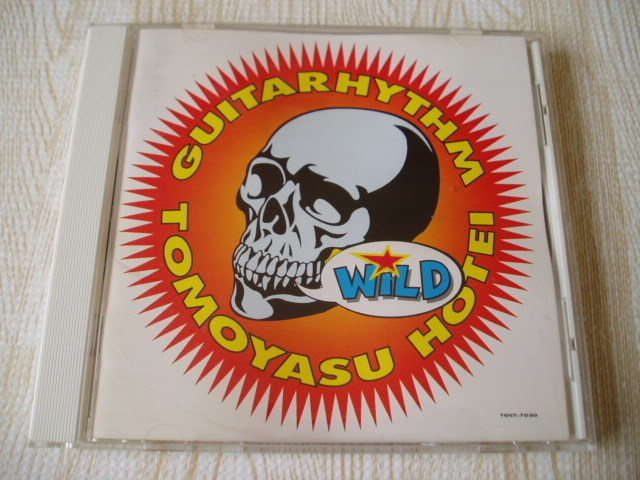 GUITARHYTHM
WiLD
TOMOYASU HOTEI
TOCT-7050